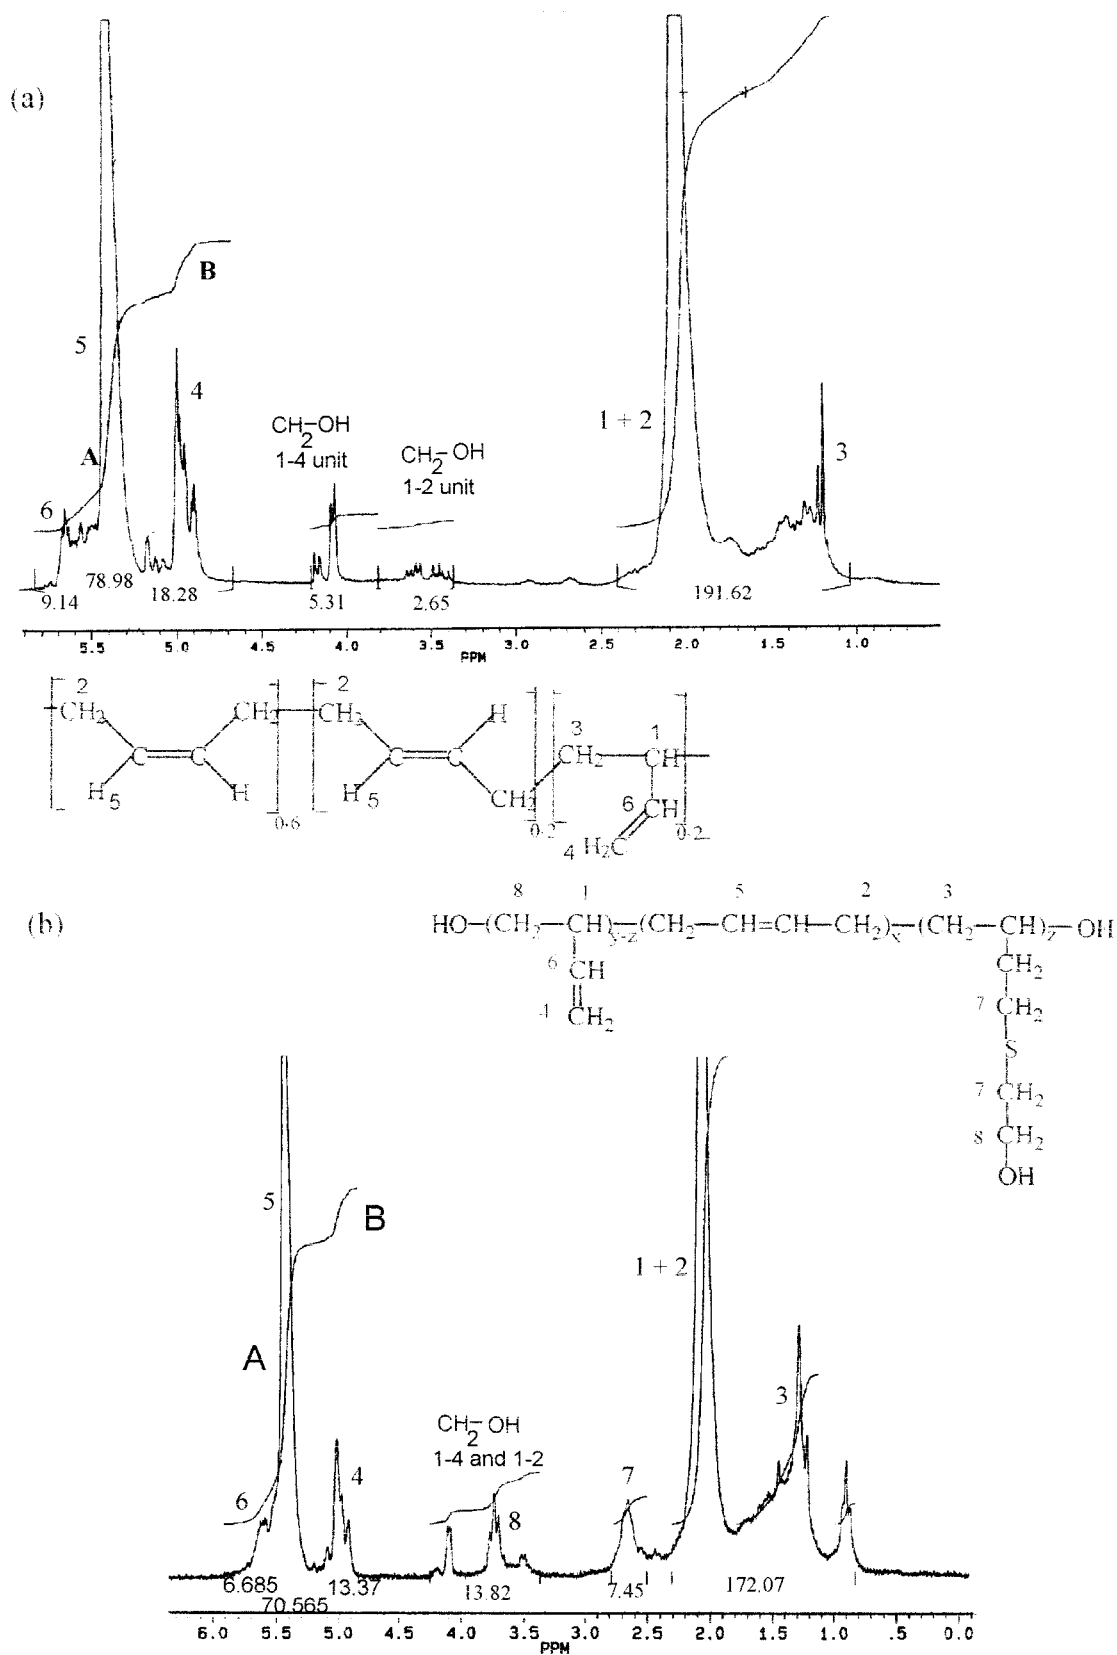 (a)
B
5
4
CH2-OH
1-4 unit
CH2-OH
1-2 unit
1 + 2
3
A
6
9.14
78.98
18.28
5.31
2.65
191.62
5.5 5.0 4.5 4.0 3.5 3.0 2.5 2.0 1.5 1.0
PPM
2 2
CH2 CH2 CH2 H 3 1
C C C C CH2 CH
H 5 H H 5 CH2 6 CH
0.6 0.2 0.2
4 H2C
(b)
8 1 5 2 3
HO-(CH2-CH)y-z(CH2-CH=CH-CH2)x(CH2-CH)z-OH
6 CH CH2
4 CH2 7 CH2
S
7 CH2
8 CH2
OH
5
B
1 + 2
A
3
CH2-OH
1-4 and 1-2
6
4
8
7
6.685
70.565
13.37
13.82
7.45
172.07
6.0 5.5 5.0 4.5 4.0 3.5 3.0 2.5 2.0 1.5 1.0 0.5 0.0
PPM